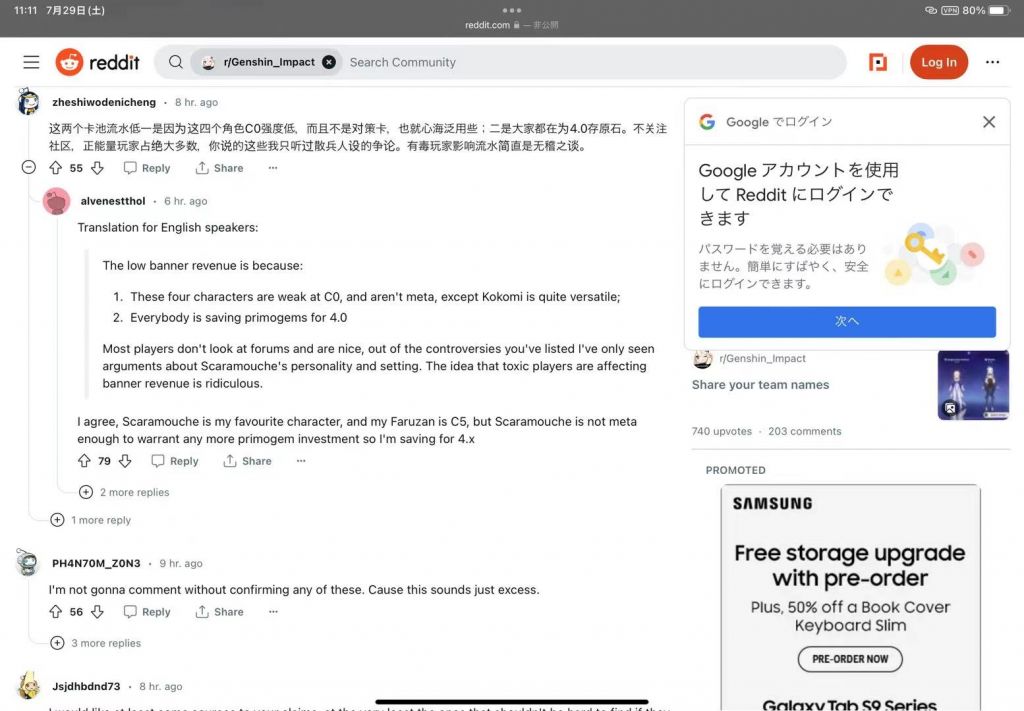 11:11 7月29日(土)
VPN 80%
reddit.com — 非公開
reddit
r/Genshin_Impact
Search Community
Log In
zheshiwodenicheng • 8 hr. ago
这两个卡池流水低一是因为这四个角色C0强度低，而且不是对策卡，也就心海泛用些；二是大家都在为4.0存原石。不关注
社区，正能量玩家占绝大多数，你说的这些我只听过散兵人设的争论。有毒玩家影响流水简直是无稽之谈。
55 Reply Share
alvenestthol • 6 hr. ago
Translation for English speakers:
The low banner revenue is because:
1. These four characters are weak at C0, and aren't meta, except Kokomi is quite versatile;
2. Everybody is saving primogems for 4.0
Most players don't look at forums and are nice, out of the controversies you've listed I've only seen
arguments about Scaramouche's personality and setting. The idea that toxic players are affecting
banner revenue is ridiculous.
I agree, Scaramouche is my favourite character, and my Faruzan is C5, but Scaramouche is not meta
enough to warrant any more primogem investment so I'm saving for 4.x
79 Reply Share
2 more replies
1 more reply
PH4N70M_Z0N3 • 9 hr. ago
I'm not gonna comment without confirming any of these. Cause this sounds just excess.
56 Reply Share
3 more replies
Jsjdhbdnd73 • 8 hr. ago
Google でログイン
Google アカウントを使用
して Reddit にログインで
きます
パスワードを覚える必要はあり
ません。簡単にすばやく、安全
にログインできます。
次へ
r/Genshin_Impact
Share your team names
740 upvotes • 203 comments
PROMOTED
SAMSUNG
Free storage upgrade
with pre-order
Plus, 50% off a Book Cover
Keyboard Slim
PRE-ORDER NOW
Galaxy Tab S9 Series